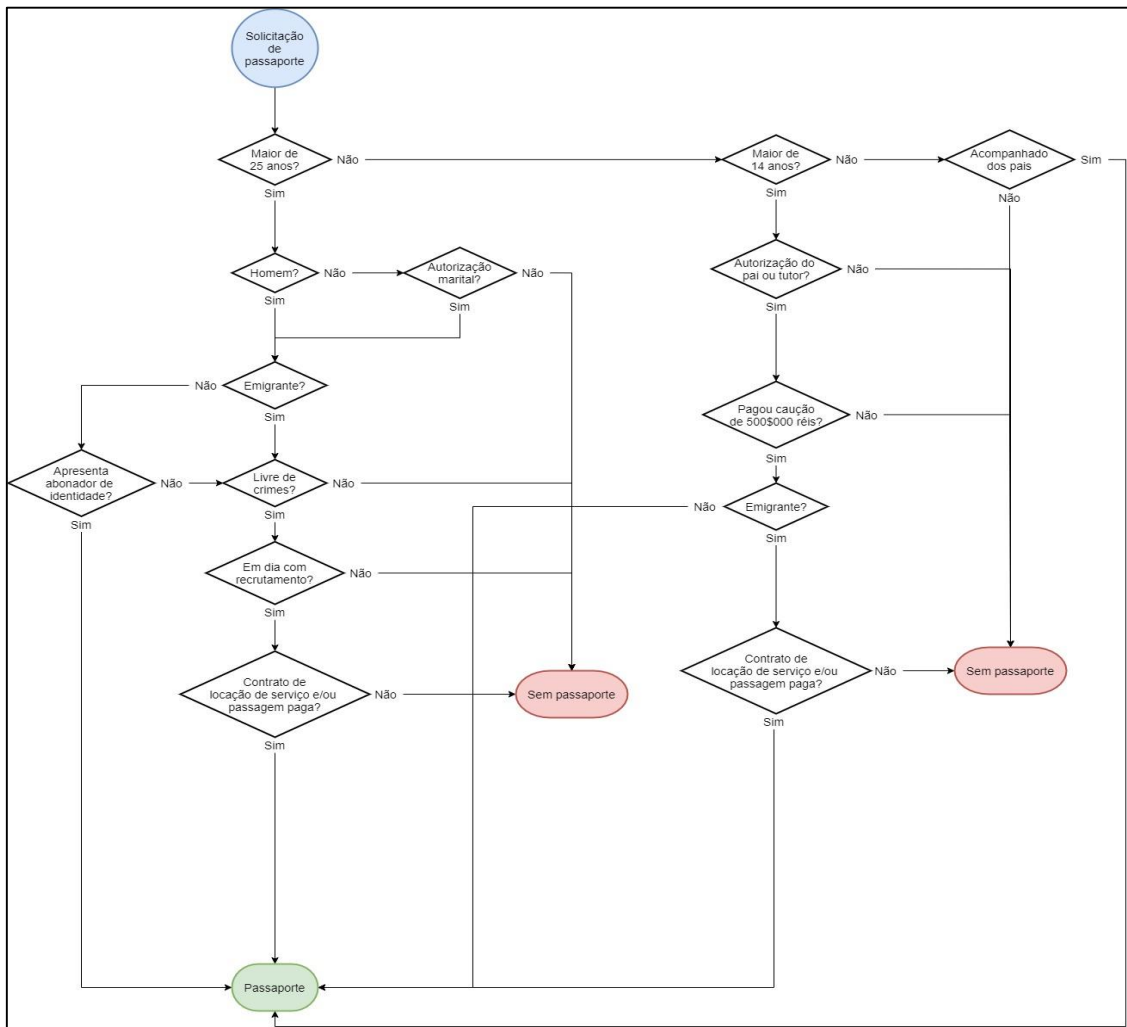 Solicitação
de
passaporte
Maior de
25 anos?
Não
Sim
Maior de
14 anos?
Não
Sim
Acompanhado
dos pais
Sim
Não
Homem?
Não
Sim
Autorização
marital?
Não
Sim
Autorização do
pai ou tutor?
Não
Sim
Emigrante?
Não
Sim
Pagou caução
de 500$000 réis?
Não
Sim
Apresenta
abonador de
identidade?
Não
Sim
Livre de
crimes?
Não
Sim
Emigrante?
Não
Sim
Em dia com
recrutamento?
Não
Sim
Contrato de
locação de serviço e/ou
passagem paga?
Não
Sim
Sem passaporte
Contrato de
locação de serviço e/ou
passagem paga?
Não
Sim
Sem passaporte
Passaporte